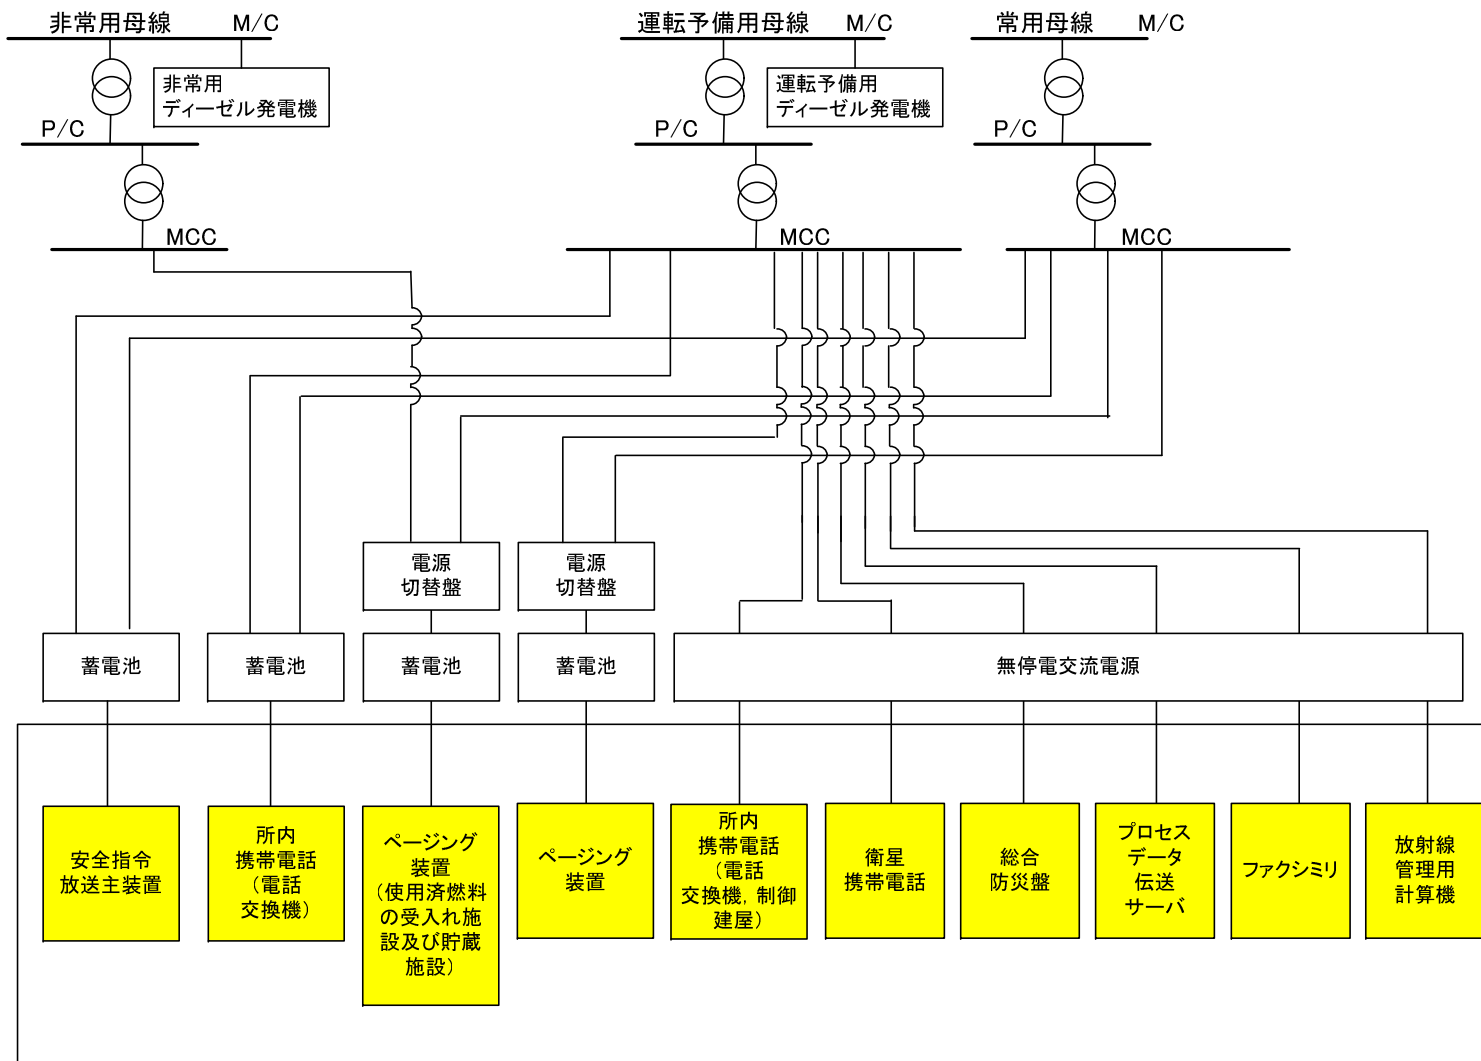 非常用母線 M/C
運転予備用母線 M/C
常用母線 M/C
非常用
ディーゼル発電機
運転予備用
ディーゼル発電機
P/C
P/C
P/C
MCC
MCC
MCC
電源
切替盤
電源
切替盤
蓄電池
蓄電池
蓄電池
蓄電池
無停電交流電源
安全指令
放送主装置
所内
携帯電話
（電話
交換機）
ページング
装置
（使用済燃料
の受入れ施
設及び貯蔵
施設）
ページング
装置
所内
携帯電話
（電話
交換機，制御
建屋）
衛星
携帯電話
総合
防災盤
プロセス
データ
伝送
サーバ
ファクシミリ
放射線
管理用
計算機